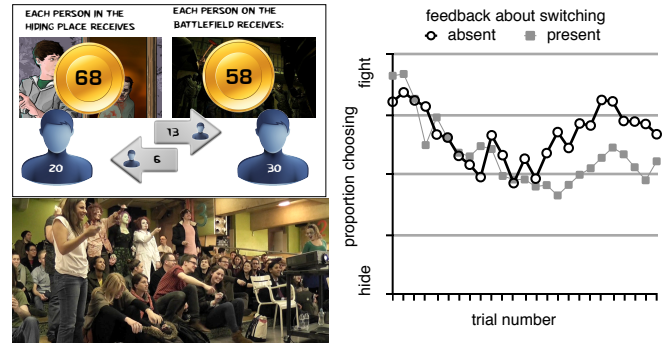 EACH PERSON IN THE
HIDING PLACE RECEIVES
EACH PERSON ON THE
BATTLEFIELD RECEIVES:
68
58
13
6
20
30
feedback about switching
absent
present
fight
proportion choosing
hide
trial number